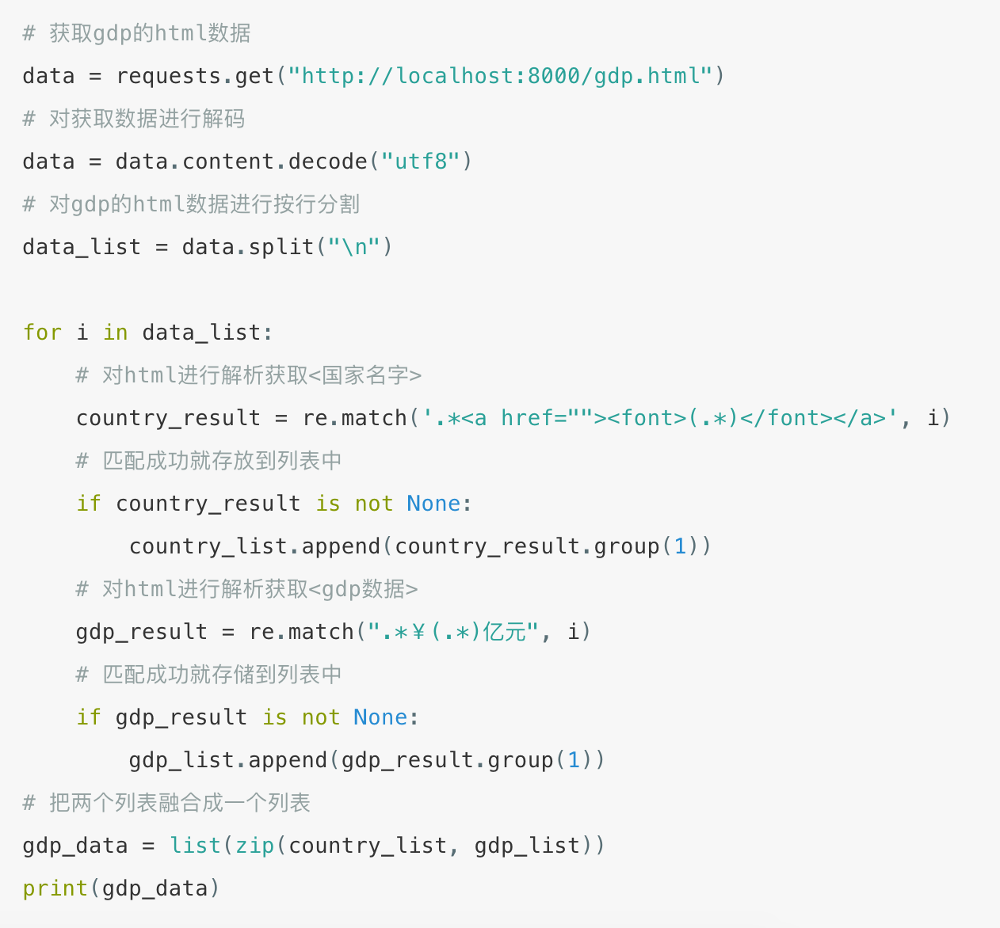 # 获取gdp的html数据
data = requests.get("http://localhost:8000/gdp.html")
# 对获取数据进行解码
data = data.content.decode("utf8")
# 对gdp的html数据进行按行分割
data_list = data.split("\n")

for i in data_list:
    # 对html进行解析获取<国家名字>
    country_result = re.match('.*<a href=""><font>(.*)</font></a>', i)
    # 匹配成功就存放到列表中
    if country_result is not None:
        country_list.append(country_result.group(1))
    # 对html进行解析获取<gdp数据>
    gdp_result = re.match(".*¥(.*)亿元", i)
    # 匹配成功就存储到列表中
    if gdp_result is not None:
        gdp_list.append(gdp_result.group(1))
# 把两个列表融合成一个列表
gdp_data = list(zip(country_list, gdp_list))
print(gdp_data)